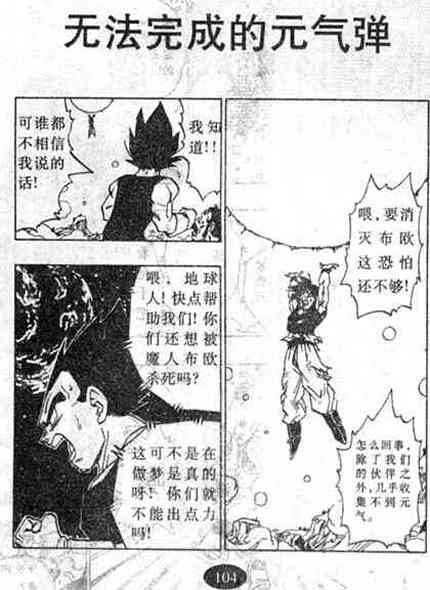 无法完成的元气弹
喂,要消
灭布欧
这恐怕
还不够!
怎么回事,
除了我们
的伙伴之
外,几乎收
集不到元
气。
我知
道!!
可谁都
不相信
我说的
话!
喂,地球
人!快点帮
助我们!你
们还想被
魔人布欧
杀死吗?
这可不是在
做梦是真的
呀!你们就
不能出点力
吗!
104